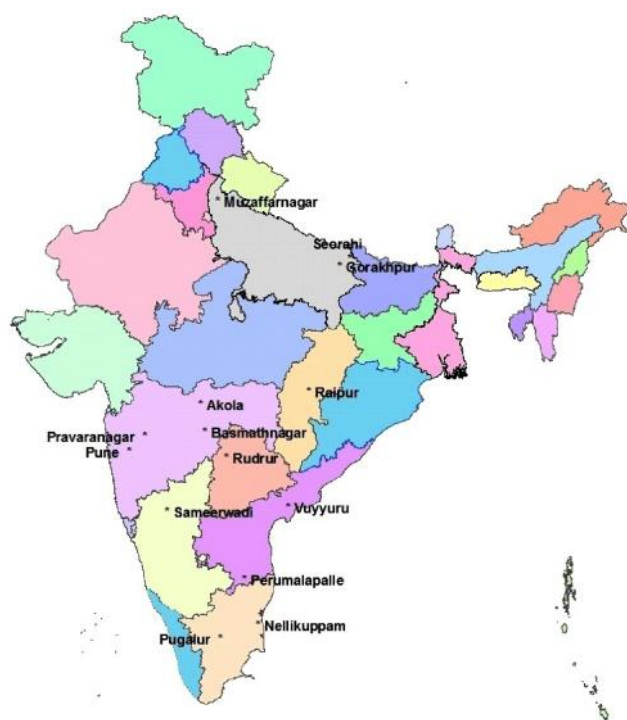 Muzaffarnagar
Seorahi
Gorakhpur
Raipur
Akola
Basmathnagar
Pravaranagar
Pune
Rudrur
Sameerwadi
Vuyyuru
Perumalapalle
Nellikuppam
Pugalur